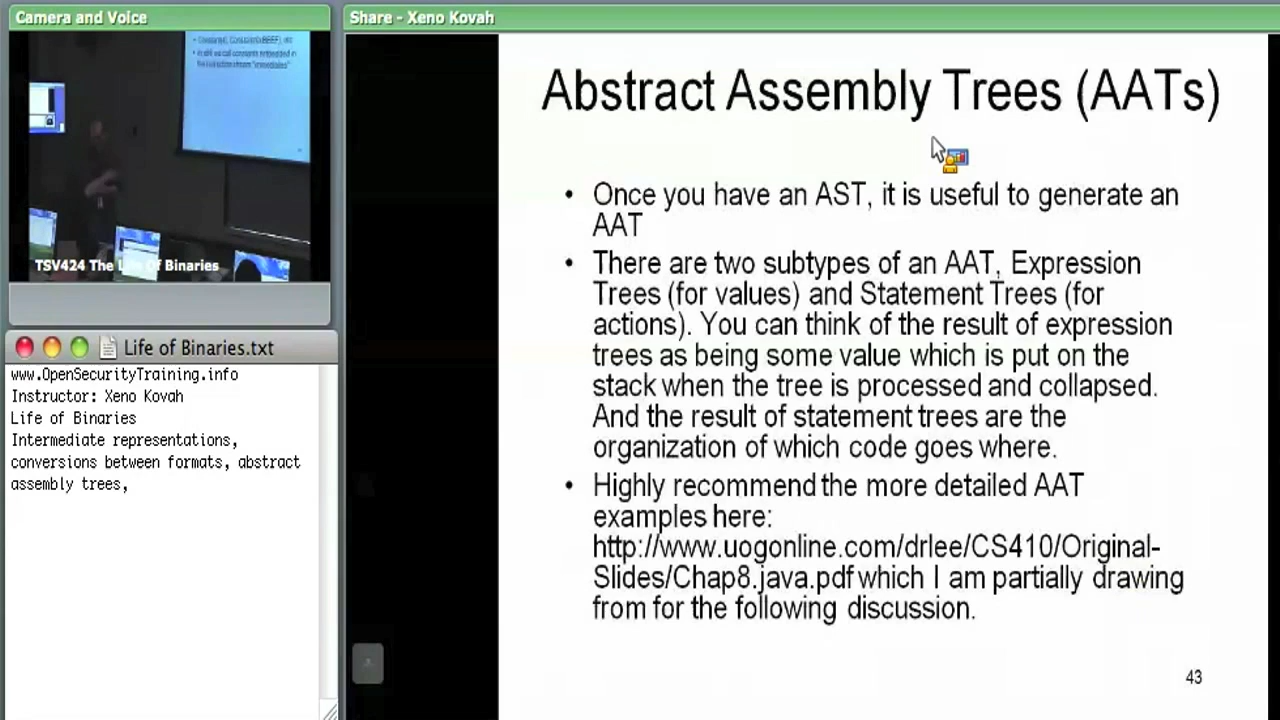 Camera and Voice
TSV424 The Life Of Binaries
Life of Binaries.txt
www.OpenSecurityTraining.info
Instructor: Xeno Kovah
Life of Binaries
Intermediate representations,
conversions between formats, abstract
assembly trees,
Share - Xeno Kovah
Abstract Assembly Trees (AATs)
• Once you have an AST, it is useful to generate an
AAT
• There are two subtypes of an AAT, Expression
Trees (for values) and Statement Trees (for
actions). You can think of the result of expression
trees as being some value which is put on the
stack when the tree is processed and collapsed.
And the result of statement trees are the
organization of which code goes where.
• Highly recommend the more detailed AAT
examples here:
http://www.uogonline.com/drlee/CS410/Original-
Slides/Chap8.java.pdf which I am partially drawing
from for the following discussion.
43